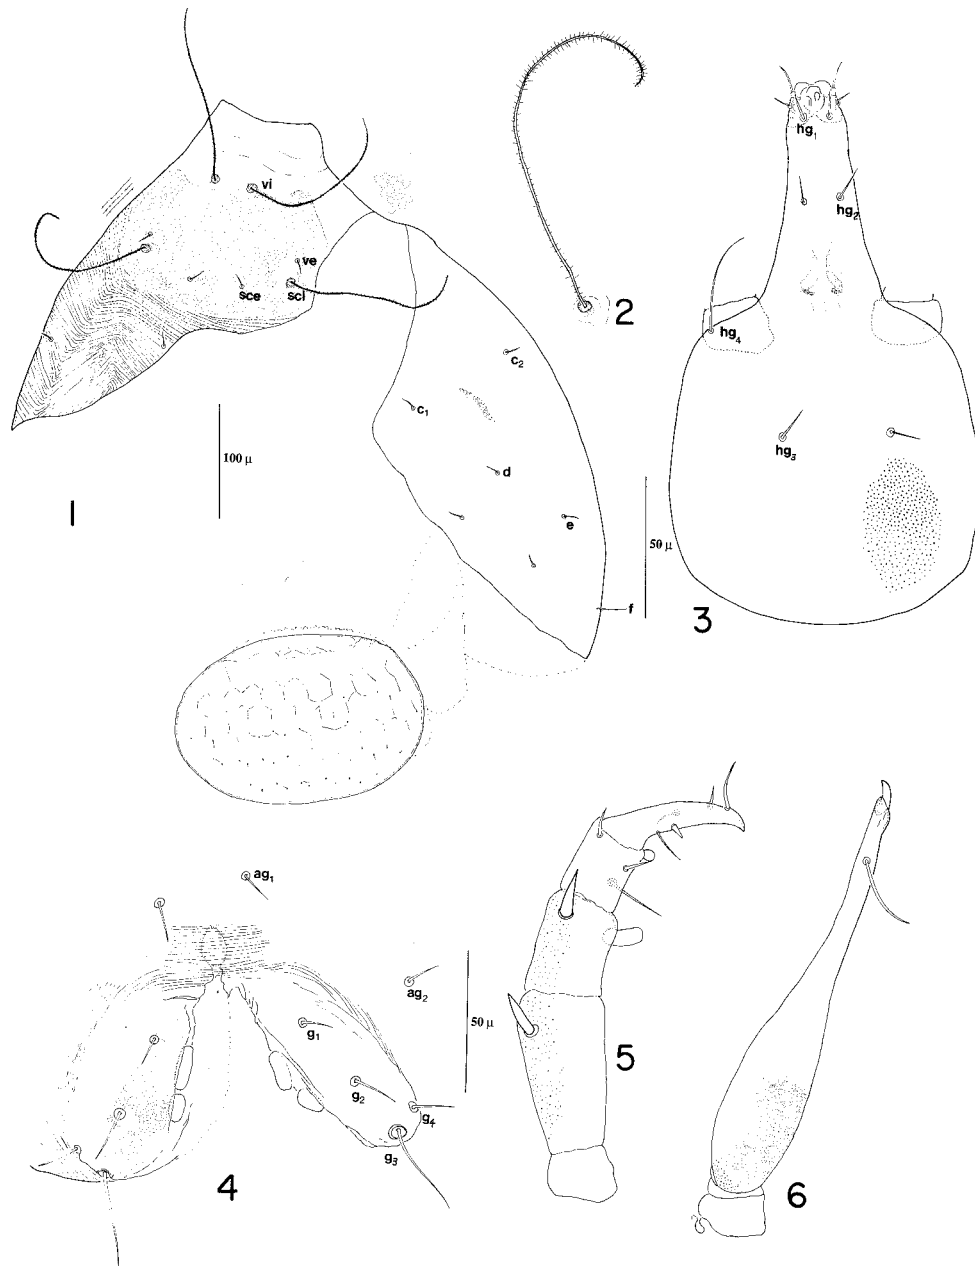 vi
ve
sce
sci
100 μ
1
c₂
c₁
d
e
f
2
hg₁
hg₂
hg₄
hg₃
50 μ
3
ag₁
ag₂
g₁
g₂
g₄
g₃
50 μ
4
5
6